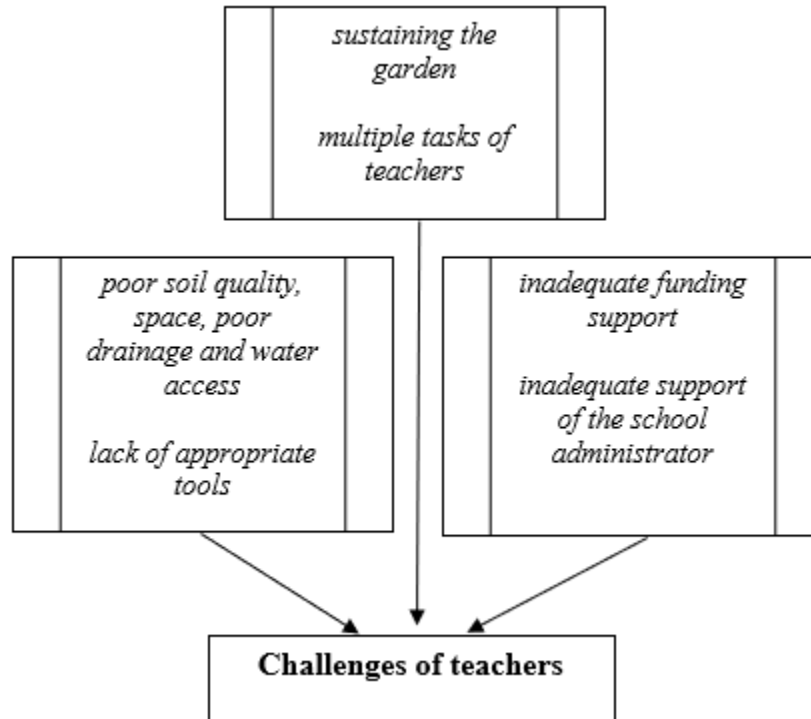 sustaining the
garden
multiple tasks of
teachers
poor soil quality,
space, poor
drainage and water
access
lack of appropriate
tools
inadequate funding
support
inadequate support
of the school
administrator
Challenges of teachers